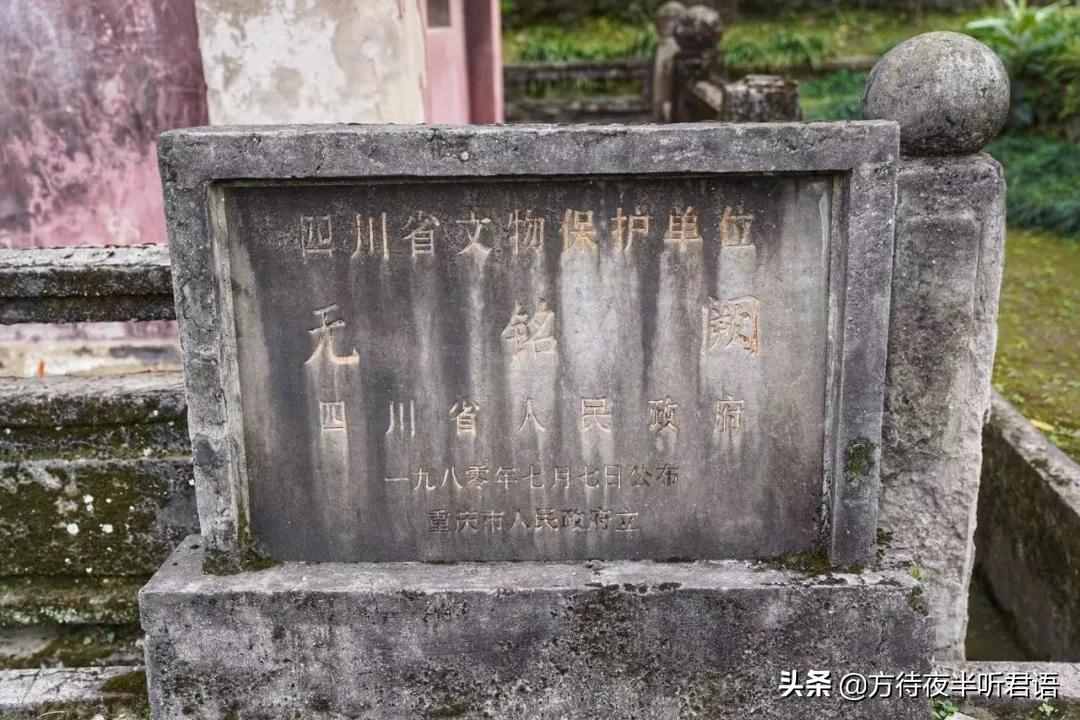 四川省文物保护单位
无铭阙
四川省人民政府
一九八零年七月七日公布
重庆市人民政府立
头条 @方待夜半听君语